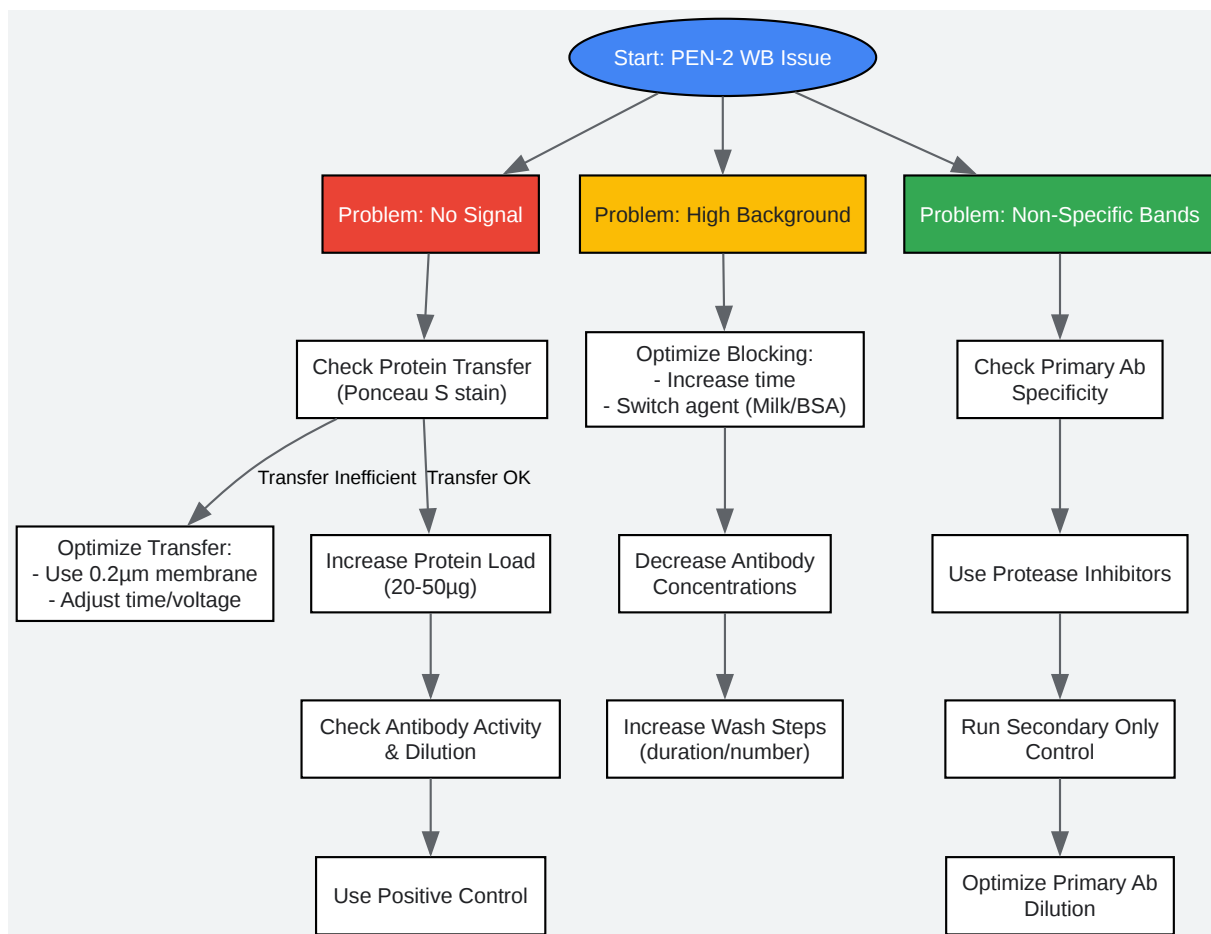 Start: PEN-2 WB Issue
Problem: No Signal
Problem: High Background
Problem: Non-Specific Bands
Check Protein Transfer
(Ponceau S stain)
Optimize Blocking:
- Increase time
- Switch agent (Milk/BSA)
Check Primary Ab
Specificity
Transfer Inefficient
Transfer OK
Optimize Transfer:
- Use 0.2µm membrane
- Adjust time/voltage
Increase Protein Load
(20-50µg)
Decrease Antibody
Concentrations
Use Protease Inhibitors
Check Antibody Activity
& Dilution
Increase Wash Steps
(duration/number)
Run Secondary Only
Control
Use Positive Control
Optimize Primary Ab
Dilution